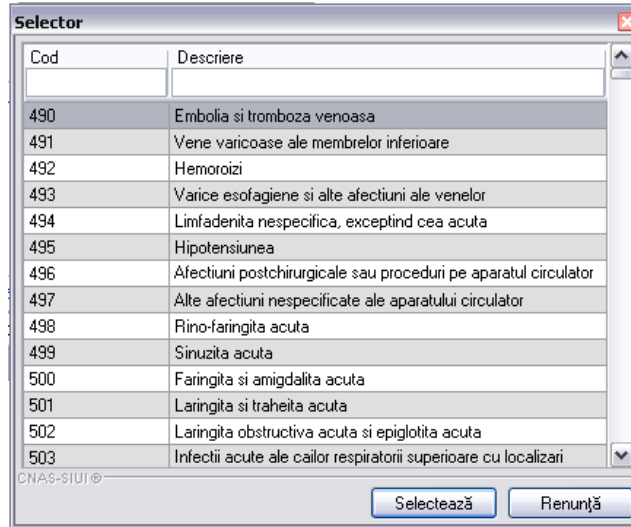 Selector
Cod Descriere
490 Embolia si tromboza venoasa
491 Vene varicoase ale membrelor inferioare
492 Hemoroizi
493 Varice esofagiene si alte afectiuni ale venelor
494 Limfadenita nespecifica, exceptind cea acuta
495 Hipotensiunea
496 Afectiuni postchirurgicale sau proceduri pe aparatul circulator
497 Alte afectiuni nespecificate ale aparatului circulator
498 Rino-faringita acuta
499 Sinuzita acuta
500 Faringita si amigdalita acuta
501 Laringita si traheita acuta
502 Laringita obstructiva acuta si epiglotita acuta
503 Infectii acute ale cailor respiratorii superioare cu localizari
CNAS-SIUI ®
Selectează Renunţă